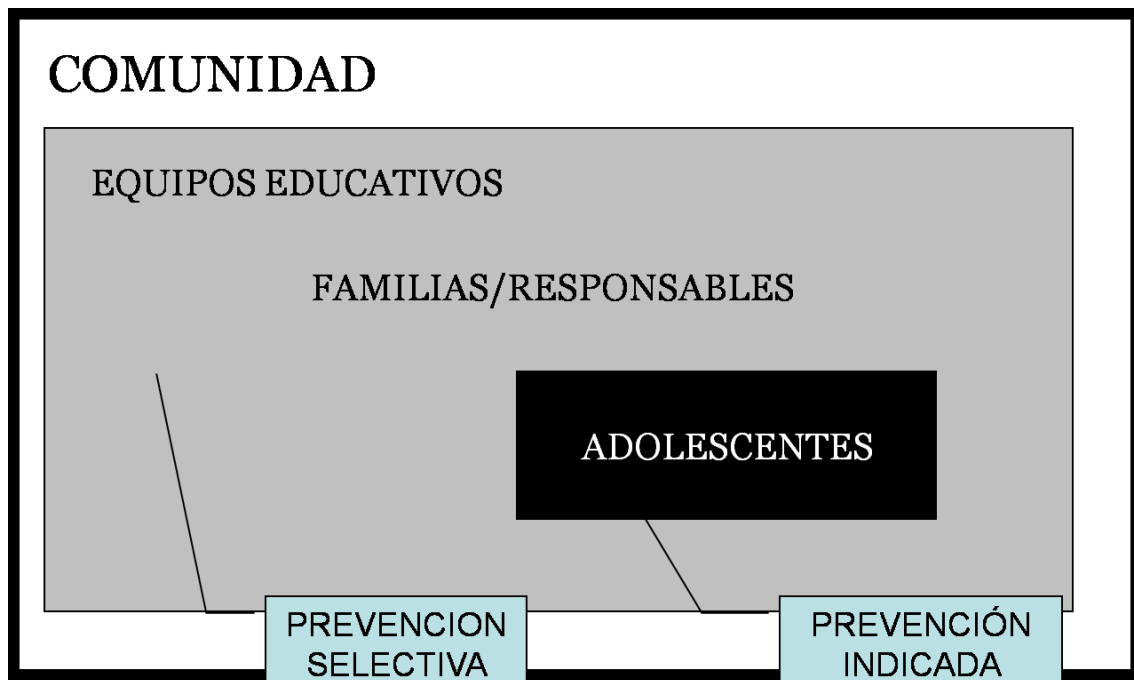 COMUNIDAD
EQUIPOS EDUCATIVOS
FAMILIAS/RESPONSABLES
ADOLESCENTES
PREVENCION
SELECTIVA
PREVENCIÓN
INDICADA